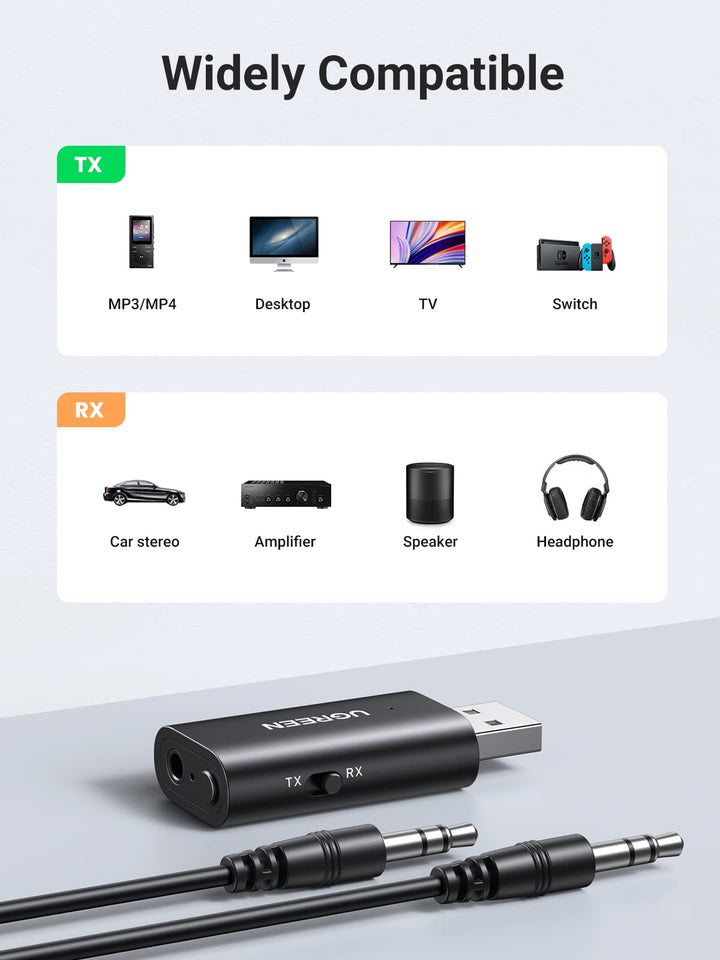 Widely Compatible
TX
MP3/MP4
Desktop
TV
Switch
RX
Car stereo
Amplifier
Speaker
Headphone
UGREEN
TX
RX